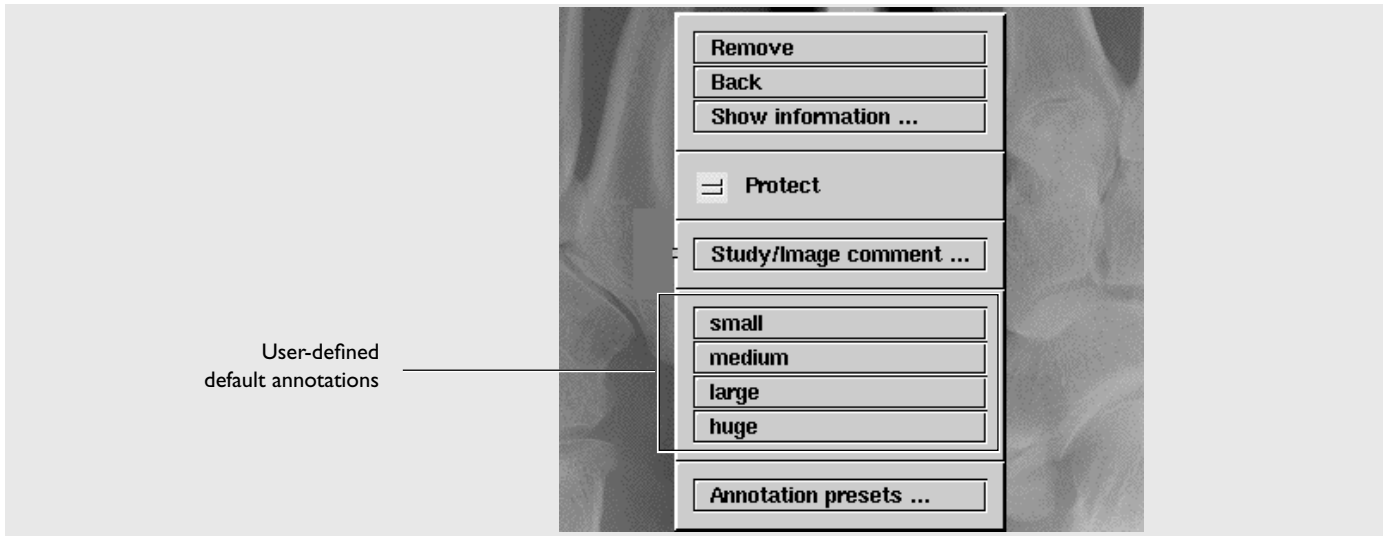 Remove
Back
Show information ...
Protect
Study/Image comment ...
User-defined
default annotations
small
medium
large
huge
Annotation presets ...